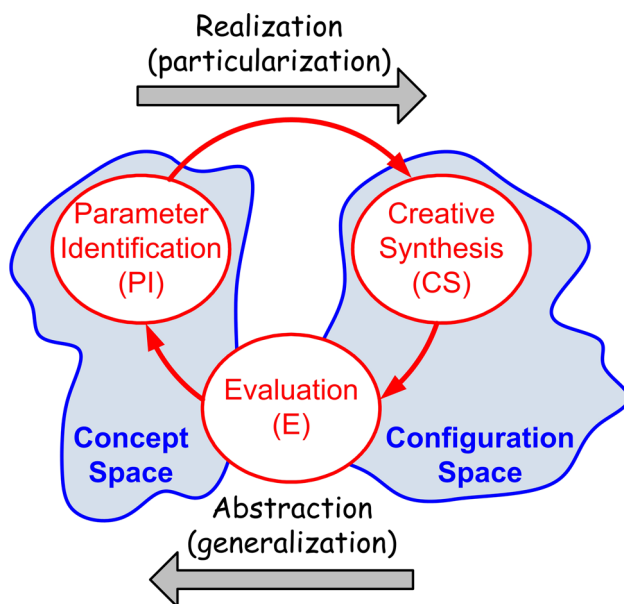 Realization
(particularization)
Parameter
Identification
(PI)
Creative
Synthesis
(CS)
Evaluation
(E)
Concept
Space
Configuration
Space
Abstraction
(generalization)